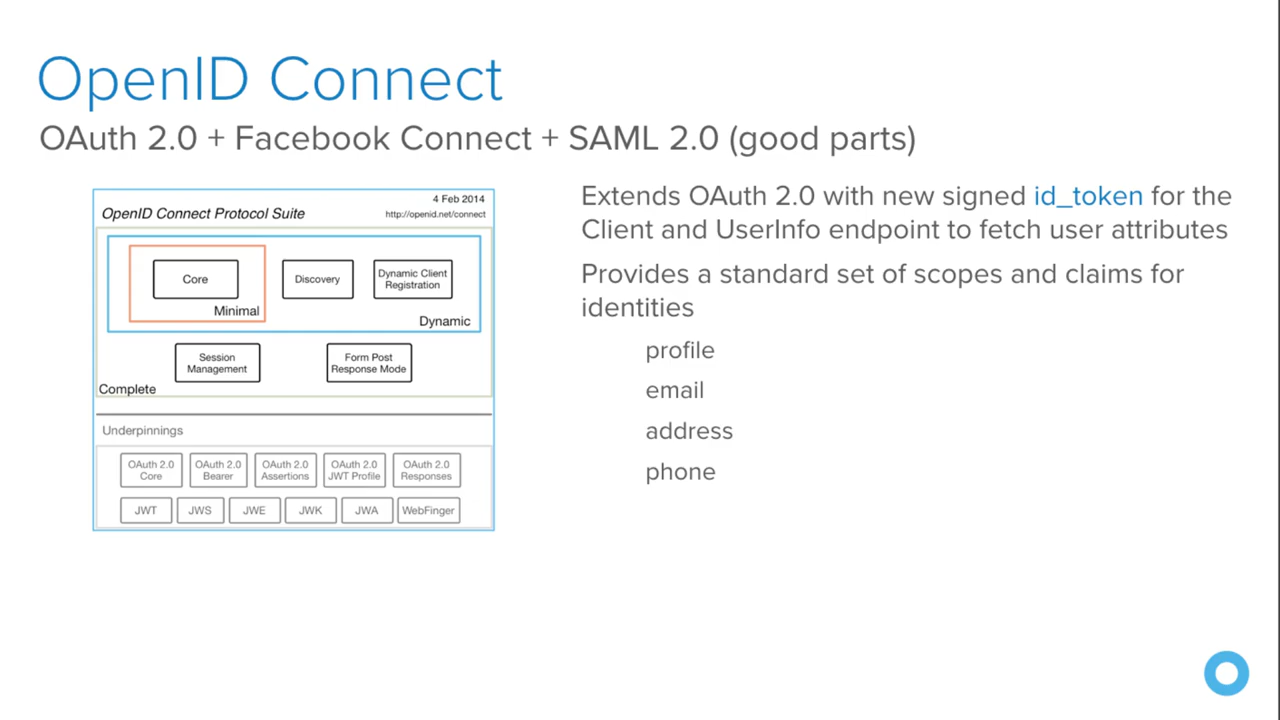 OpenID Connect
OAuth 2.0 + Facebook Connect + SAML 2.0 (good parts)
4 Feb 2014
OpenID Connect Protocol Suite
http://openid.net/connect
Core
Minimal
Discovery
Dynamic Client
Registration
Dynamic
Session
Management
Form Post
Response Mode
Complete
Underpinnings
OAuth 2.0
Core
OAuth 2.0
Bearer
OAuth 2.0
Assertions
OAuth 2.0
JWT Profile
OAuth 2.0
Responses
JWT
JWS
JWE
JWK
JWA
WebFinger
Extends OAuth 2.0 with new signed id_token for the
Client and UserInfo endpoint to fetch user attributes
Provides a standard set of scopes and claims for
identities
profile
email
address
phone